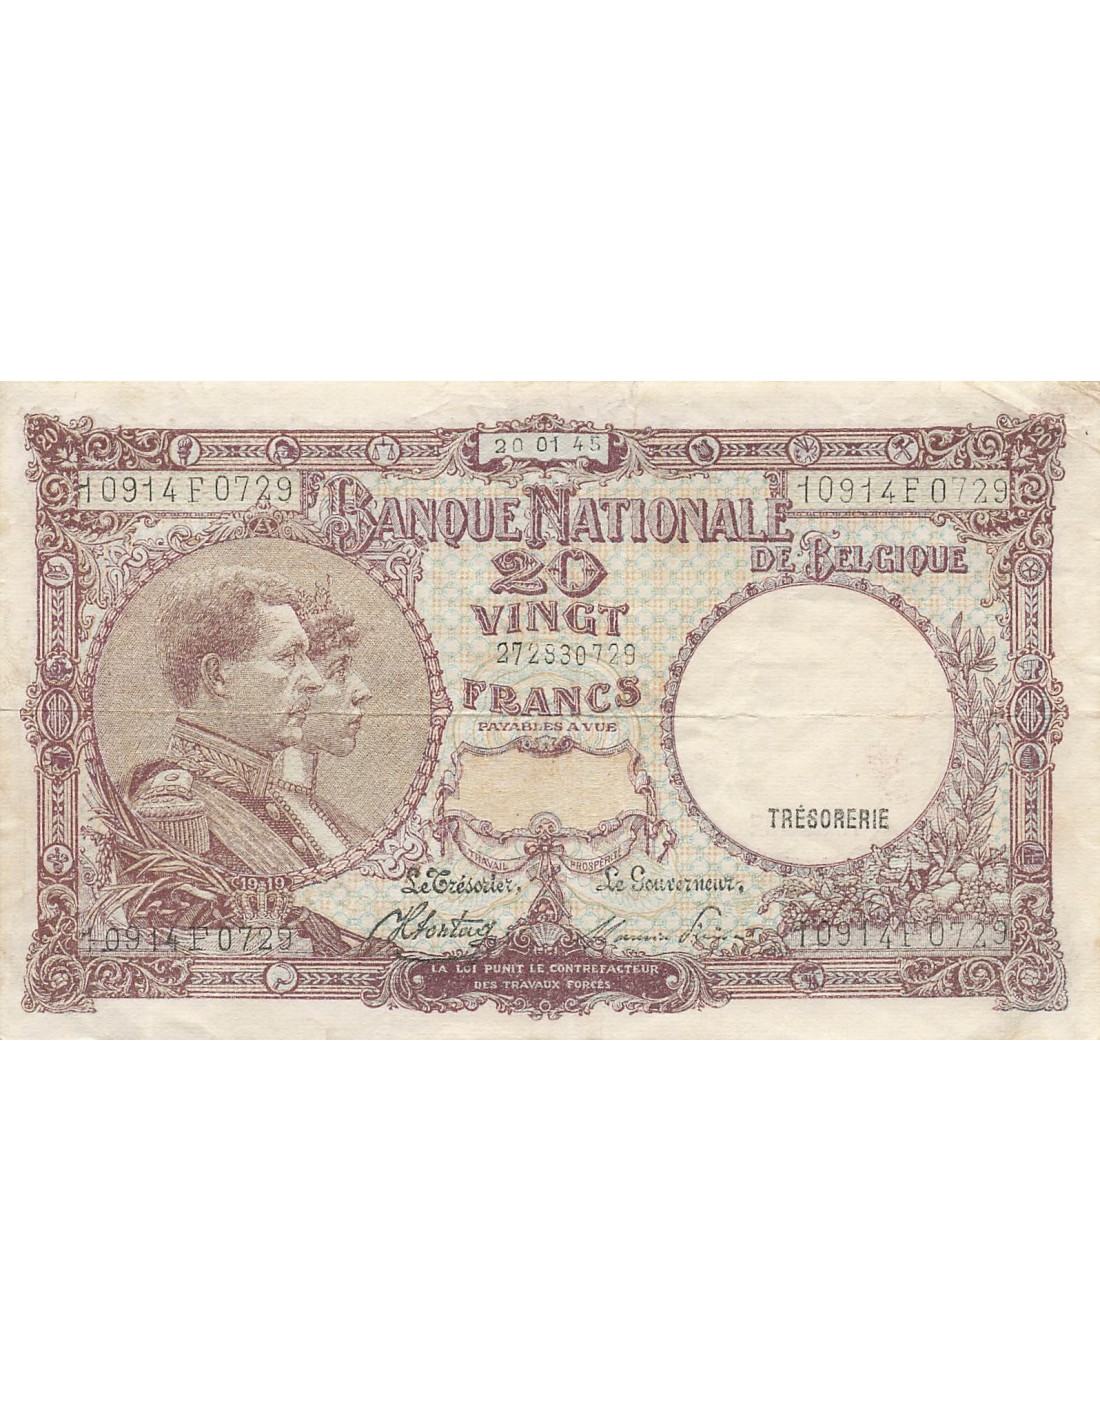 20 01 45
10914 F 0729
10914 F 0729
BANQUE NATIONALE
DE BELGIQUE
20
VINGT
272830729
FRANCS
PAYABLES A VUE
TRÉSORERIE
TRAVAIL PROSPÉRITÉ
Le Trésorier,
Le Gouverneur,
1919
10914 F 0729
10914 F 0729
LA LOI PUNIT LE CONTREFACTEUR
DES TRAVAUX FORCÉS